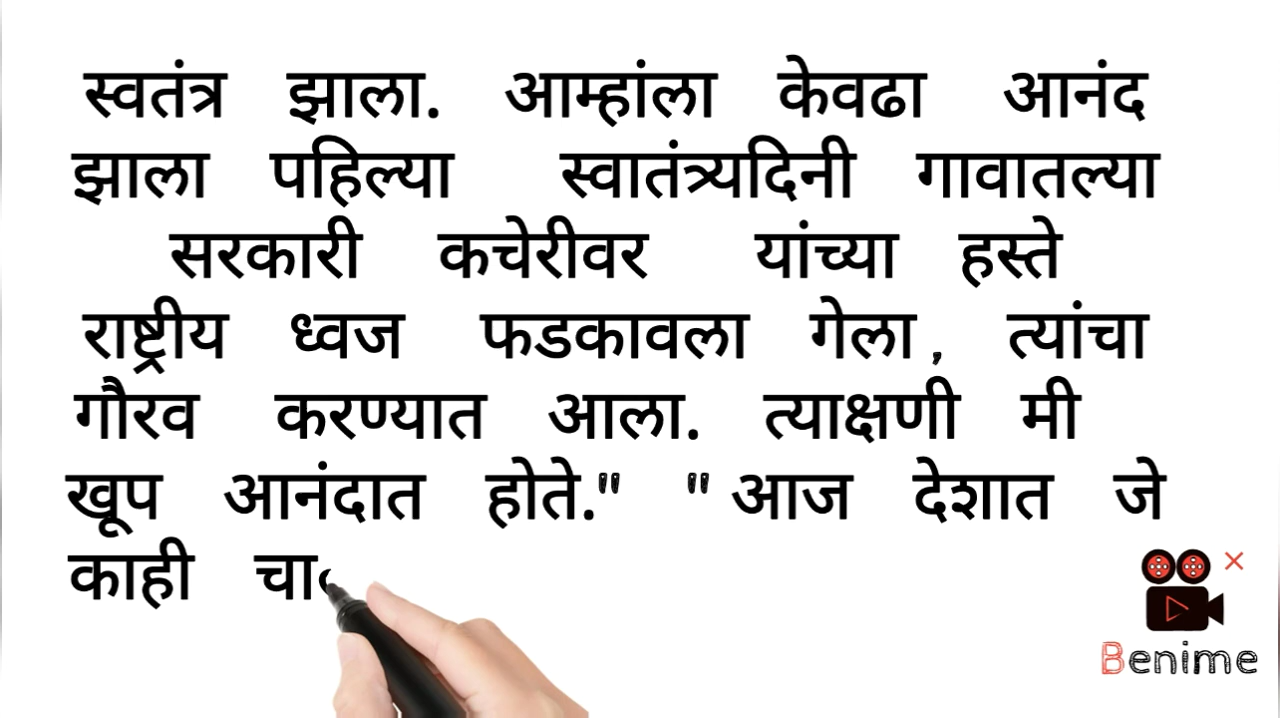 स्वतंत्र झाला. आम्हांला केवढा आनंद
झाला पहिल्या स्वातंत्र्यदिनी गावातल्या
सरकारी कचेरीवर यांच्या हस्ते
राष्ट्रीय ध्वज फडकावला गेला, त्यांचा
गौरव करण्यात आला. त्याक्षणी मी
खूप आनंदात होते." "आज देशात जे
काही
Benime